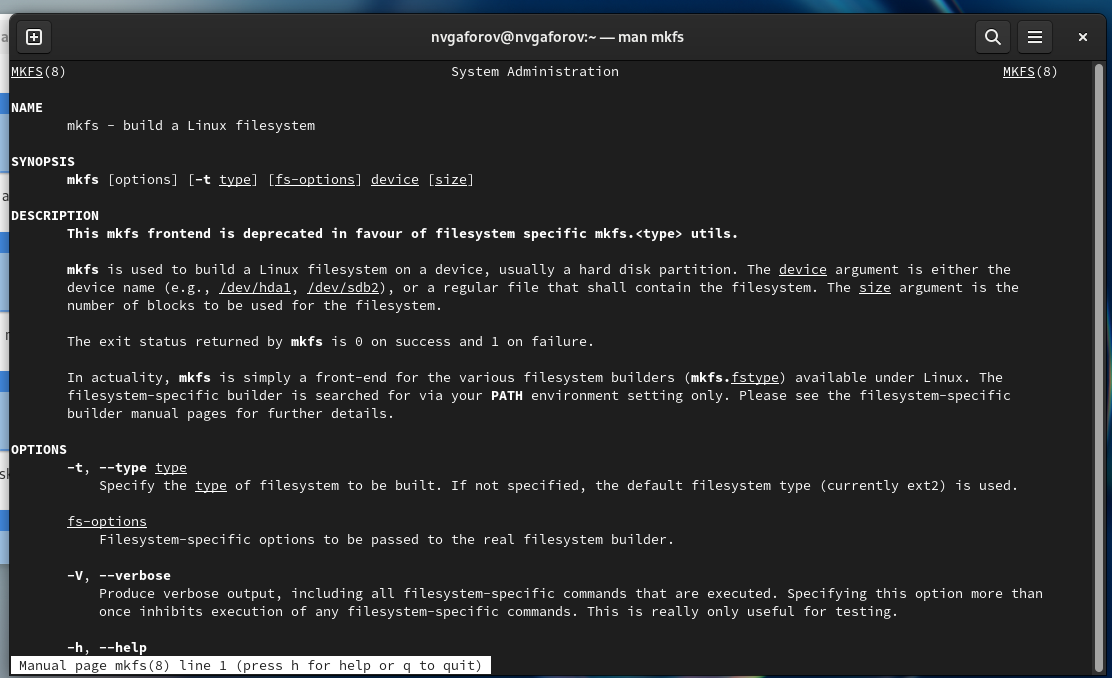 nvgaforov@nvgaforov:~ — man mkfs
MKFS(8) System Administration MKFS(8)
NAME
mkfs - build a Linux filesystem
SYNOPSIS
mkfs [options] [-t type] [fs-options] device [size]
DESCRIPTION
This mkfs frontend is deprecated in favour of filesystem specific mkfs.<type> utils.
mkfs is used to build a Linux filesystem on a device, usually a hard disk partition. The device argument is either the
device name (e.g., /dev/hda1, /dev/sdb2), or a regular file that shall contain the filesystem. The size argument is the
number of blocks to be used for the filesystem.
The exit status returned by mkfs is 0 on success and 1 on failure.
In actuality, mkfs is simply a front-end for the various filesystem builders (mkfs.fstype) available under Linux. The
filesystem-specific builder is searched for via your PATH environment setting only. Please see the filesystem-specific
builder manual pages for further details.
OPTIONS
-t, --type type
Specify the type of filesystem to be built. If not specified, the default filesystem type (currently ext2) is used.
fs-options
Filesystem-specific options to be passed to the real filesystem builder.
-V, --verbose
Produce verbose output, including all filesystem-specific commands that are executed. Specifying this option more than
once inhibits execution of any filesystem-specific commands. This is really only useful for testing.
-h, --help
Manual page mkfs(8) line 1 (press h for help or q to quit)